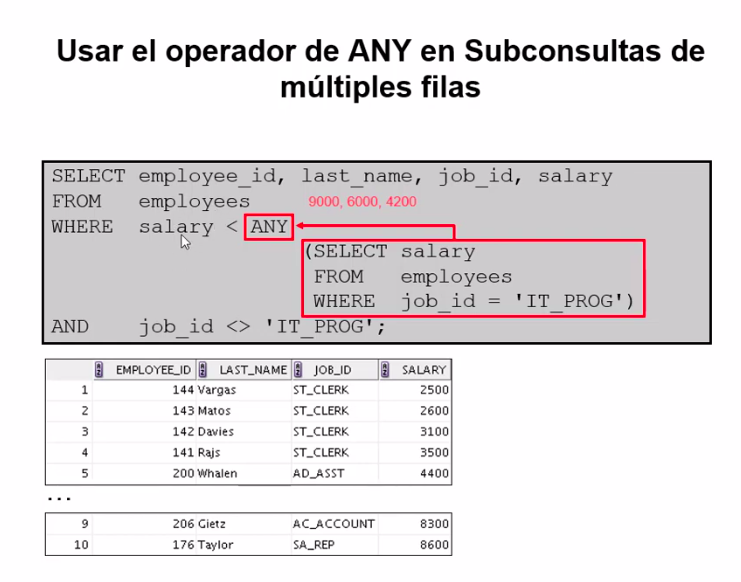 Usar el operador de ANY en Subconsultas de
múltiples filas
SELECT employee_id, last_name, job_id, salary
FROM employees 9000, 6000, 4200
WHERE salary < ANY
(SELECT salary
FROM employees
WHERE job_id = 'IT_PROG')
AND job_id <> 'IT_PROG';
EMPLOYEE_ID LAST_NAME JOB_ID SALARY
1 144 Vargas ST_CLERK 2500
2 143 Matos ST_CLERK 2600
3 142 Davies ST_CLERK 3100
4 141 Rajs ST_CLERK 3500
5 200 Whalen AD_ASST 4400
...
9 206 Gietz AC_ACCOUNT 8300
10 176 Taylor SA_REP 8600